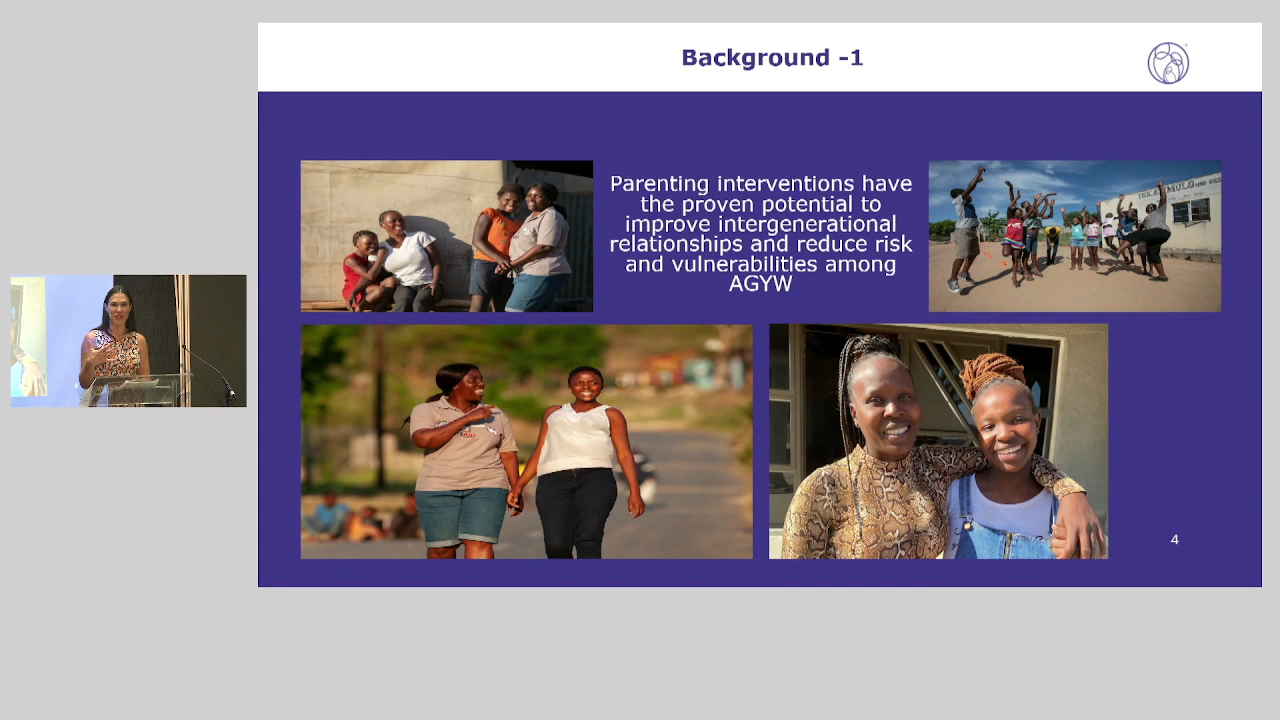 Background -1
Parenting interventions have
the proven potential to
improve intergenerational
relationships and reduce risk
and vulnerabilities among
AGYW
4